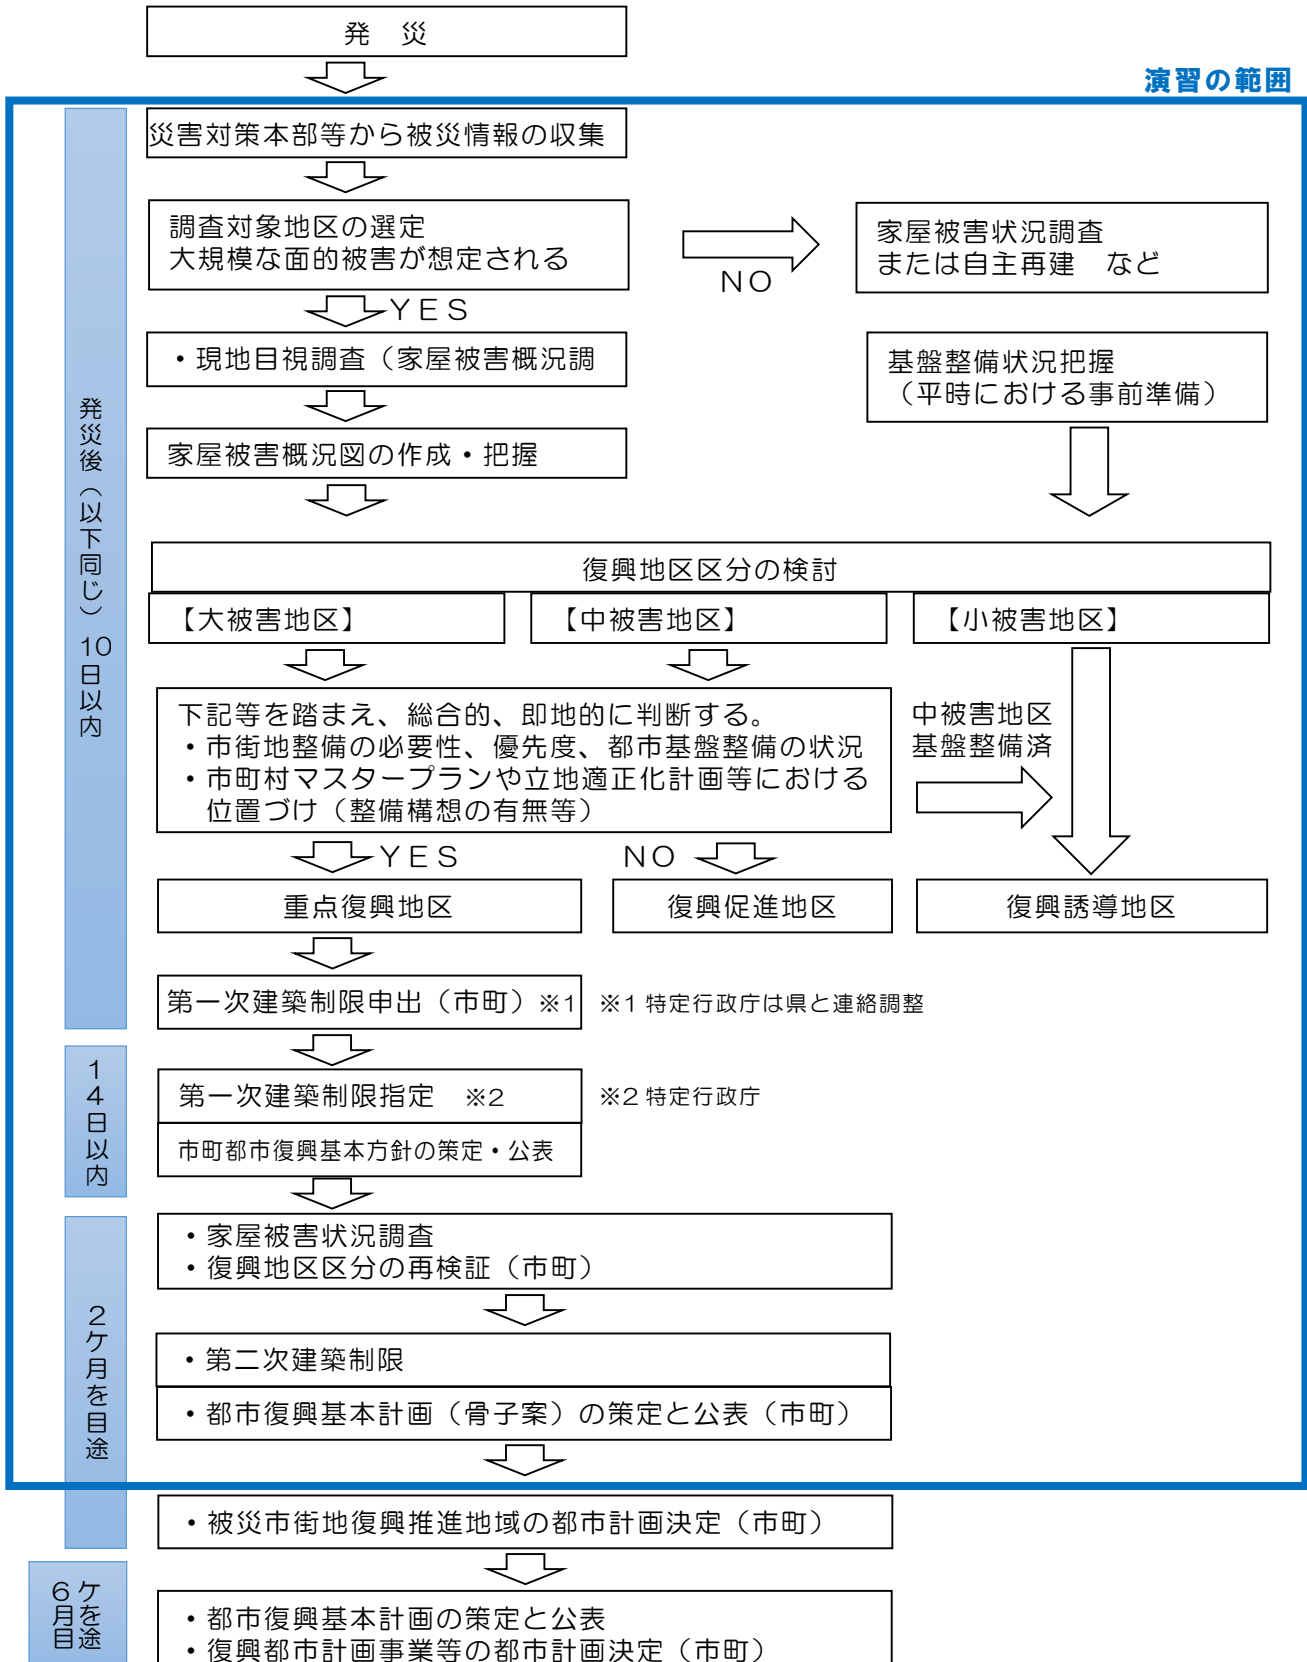 発　災
演習の範囲
発災後（以下同じ）10日以内
災害対策本部等から被災情報の収集
調査対象地区の選定
大規模な面的被害が想定される
NO
家屋被害状況調査
または自主再建　など
YES
・現地目視調査（家屋被害概況調
基盤整備状況把握
（平時における事前準備）
家屋被害概況図の作成・把握
復興地区区分の検討
【大被害地区】
【中被害地区】
【小被害地区】
下記等を踏まえ、総合的、即地的に判断する。
・市街地整備の必要性、優先度、都市基盤整備の状況
・市町村マスタープランや立地適正化計画等における
位置づけ（整備構想の有無等）
中被害地区
基盤整備済
YES
NO
重点復興地区
復興促進地区
復興誘導地区
第一次建築制限申出（市町）※1
※1 特定行政庁は県と連絡調整
14日以内
第一次建築制限指定　※2
※2 特定行政庁
市町都市復興基本方針の策定・公表
2ケ月を目途
・家屋被害状況調査
・復興地区区分の再検証（市町）
・第二次建築制限
・都市復興基本計画（骨子案）の策定と公表（市町）
・被災市街地復興推進地域の都市計画決定（市町）
6ケ月を目途
・都市復興基本計画の策定と公表
・復興都市計画事業等の都市計画決定（市町）